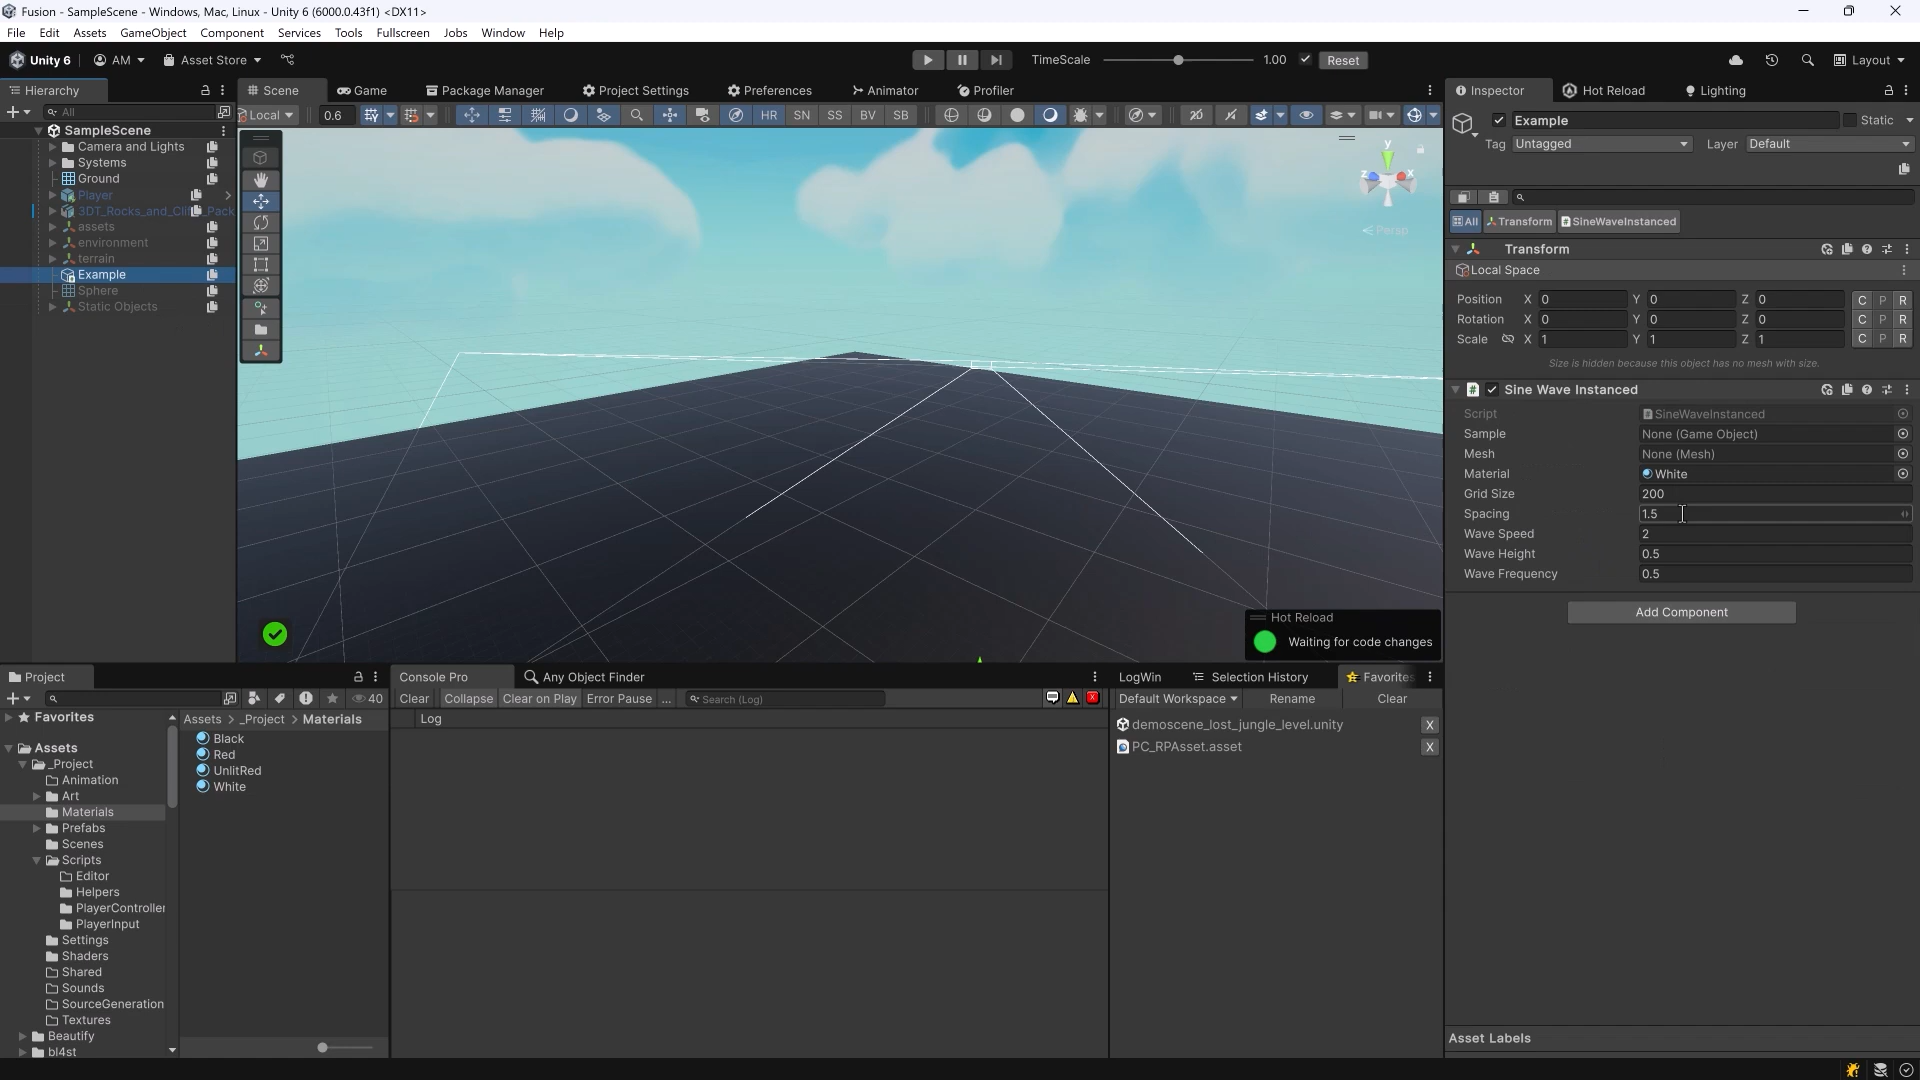 Fusion - SampleScene - Windows, Mac, Linux - Unity 6 (6000.0.43f1) <DX11>
File Edit Assets GameObject Component Services Tools Fullscreen Jobs Window Help
Unity 6 AM Asset Store TimeScale 1.00 Reset Layout
Hierarchy Scene Game Package Manager Project Settings Preferences Animator Profiler Inspector Hot Reload Lighting
All Local 0.6 HR SN SS BV SB 2D
SampleScene
Camera and Lights
Systems
Ground
Player
3DT_Rocks_and_Cli Pack
assets
environment
terrain
Example
Sphere
Static Objects
y
z x
Persp
Hot Reload
Waiting for code changes
Example Static
Tag Untagged Layer Default
All Transform SineWaveInstanced
Transform
Local Space
Position X 0 Y 0 Z 0 C P R
Rotation X 0 Y 0 Z 0 C P R
Scale X 1 Y 1 Z 1 C P R
Size is hidden because this object has no mesh with size.
Sine Wave Instanced
Script SineWaveInstanced
Sample None (Game Object)
Mesh None (Mesh)
Material White
Grid Size 200
Spacing 1.5
Wave Speed 2
Wave Height 0.5
Wave Frequency 0.5
Add Component
Asset Labels
Project
40
Favorites
Assets
_Project
Animation
Art
Materials
Prefabs
Scenes
Scripts
Editor
Helpers
PlayerController
PlayerInput
Settings
Shaders
Shared
Sounds
SourceGeneration
Textures
Beautify
bl4st
Assets > _Project > Materials
Black
Red
UnlitRed
White
Console Pro Any Object Finder
Clear Collapse Clear on Play Error Pause ... Search (Log)
Log
LogWin Selection History Favorites
Default Workspace Rename Clear
demoscene_lost_jungle_level.unity X
PC_RPAsset.asset X